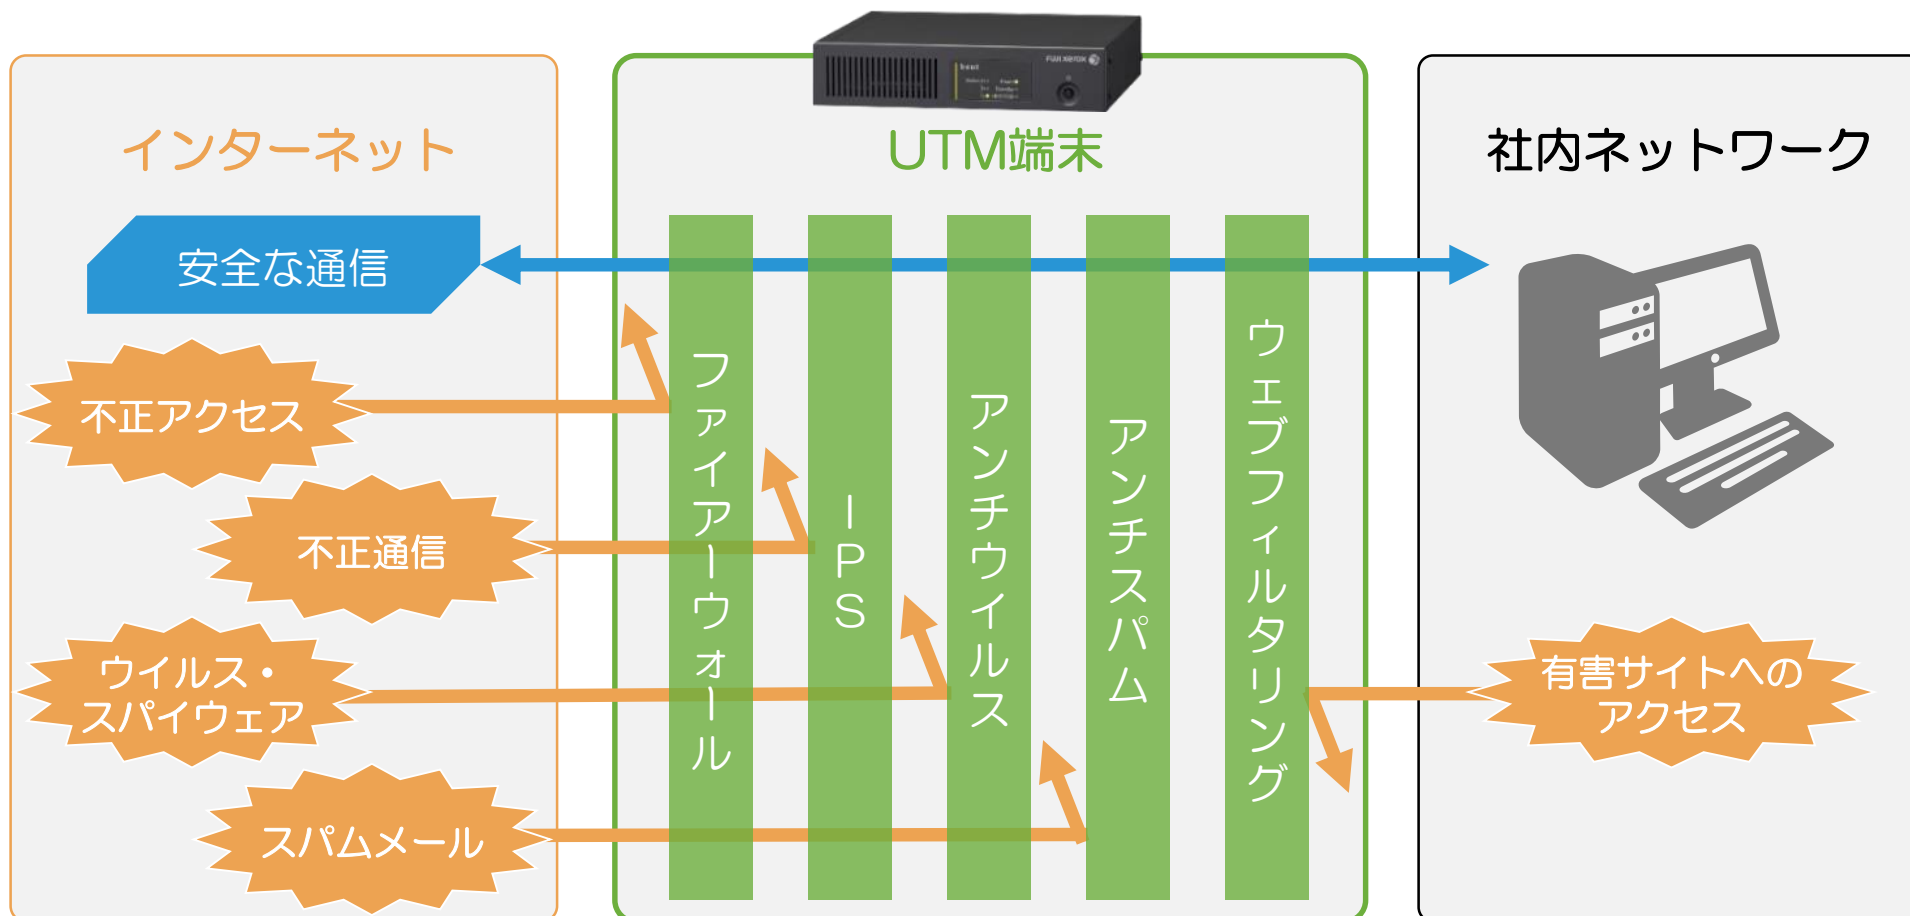 FUJI XEROX
beat
インターネット
UTM端末
社内ネットワーク
安全な通信
不正アクセス
不正通信
ウイルス・
スパイウェア
スパムメール
ファイアーウォール
IPS
アンチウイルス
アンチスパム
ウェブフィルタリング
有害サイトへの
アクセス